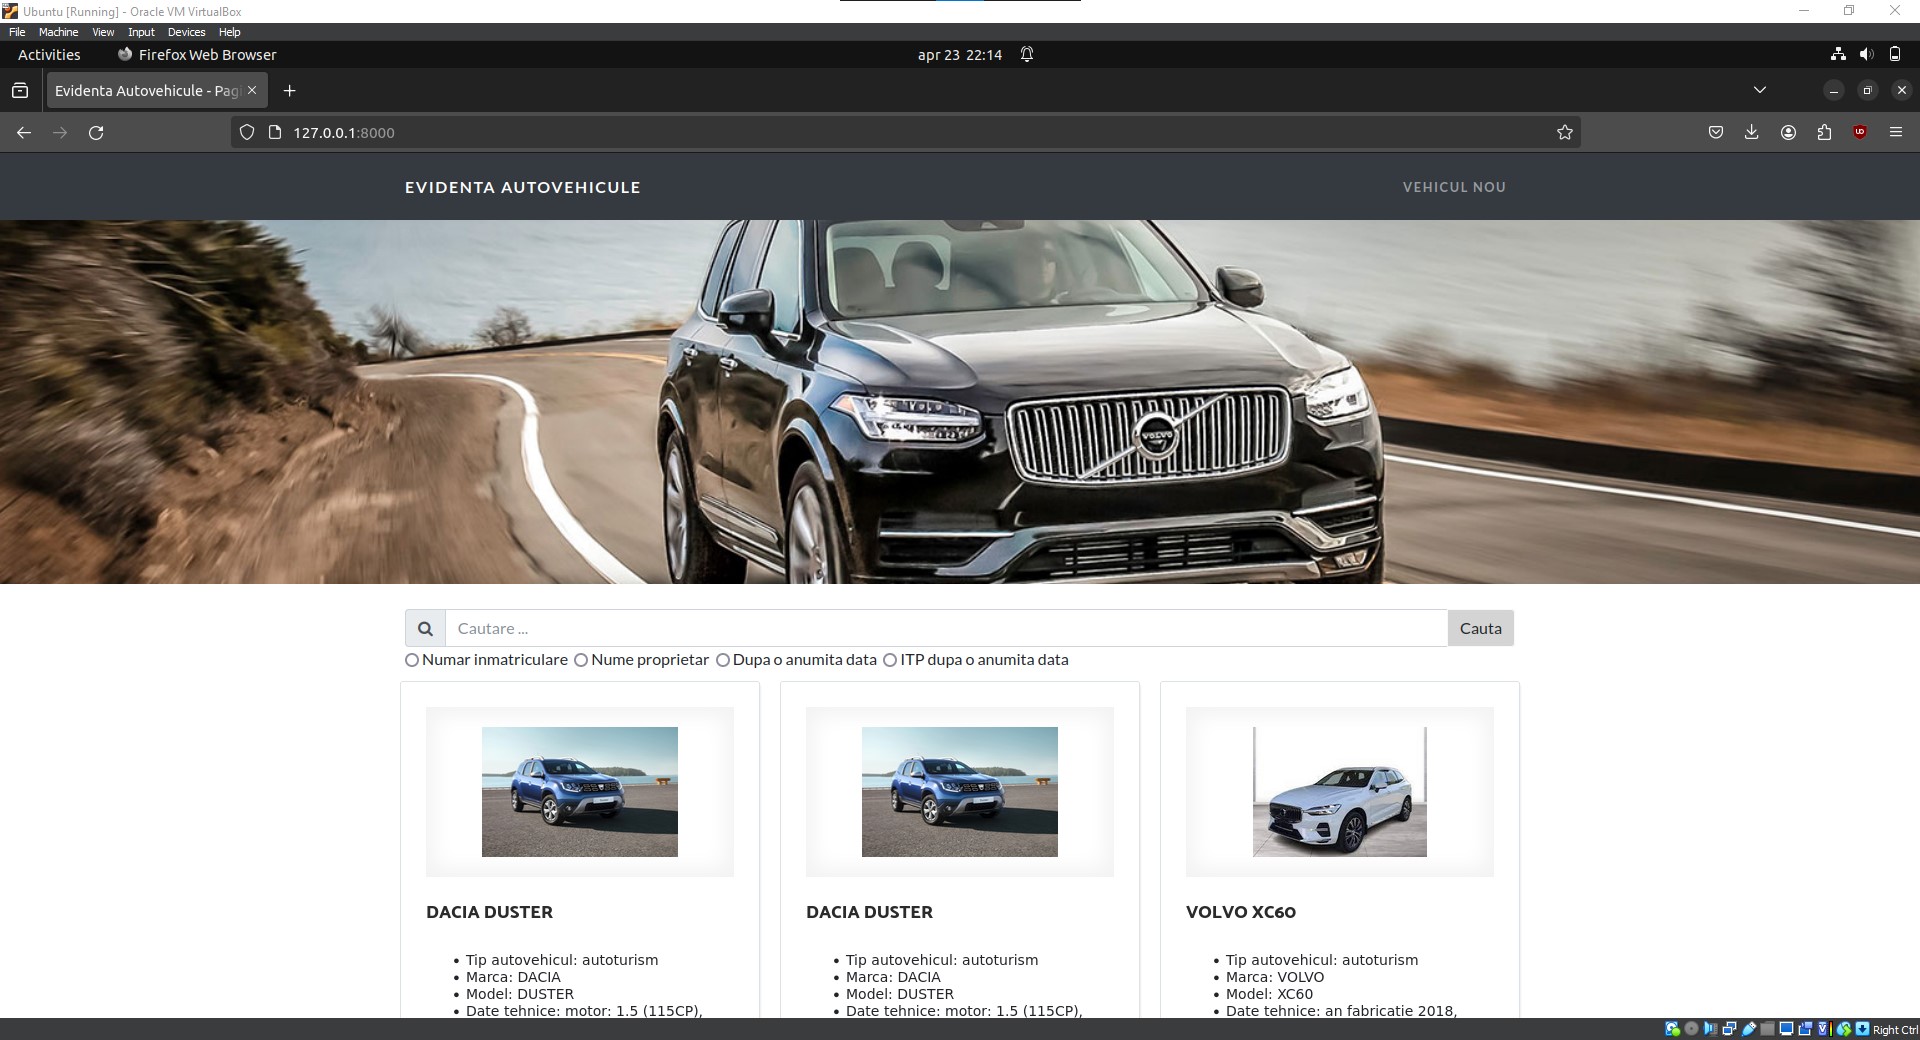 Ubuntu [Running] - Oracle VM VirtualBox
File Machine View Input Devices Help
Activities Firefox Web Browser apr 23 22:14
Evidenta Autovehicule - Pagi
127.0.0.1:8000
EVIDENTA AUTOVEHICULE VEHICUL NOU
VOLVO
Cautare ... Cauta
Numar inmatriculare Nume proprietar Dupa o anumita data ITP dupa o anumita data
DACIA DUSTER
• Tip autovehicul: autoturism
• Marca: DACIA
• Model: DUSTER
• Date tehnice: motor: 1.5 (115CP),
DACIA DUSTER
• Tip autovehicul: autoturism
• Marca: DACIA
• Model: DUSTER
• Date tehnice: motor: 1.5 (115CP),
VOLVO XC60
• Tip autovehicul: autoturism
• Marca: VOLVO
• Model: XC60
• Date tehnice: an fabricatie 2018,
Right Ctrl